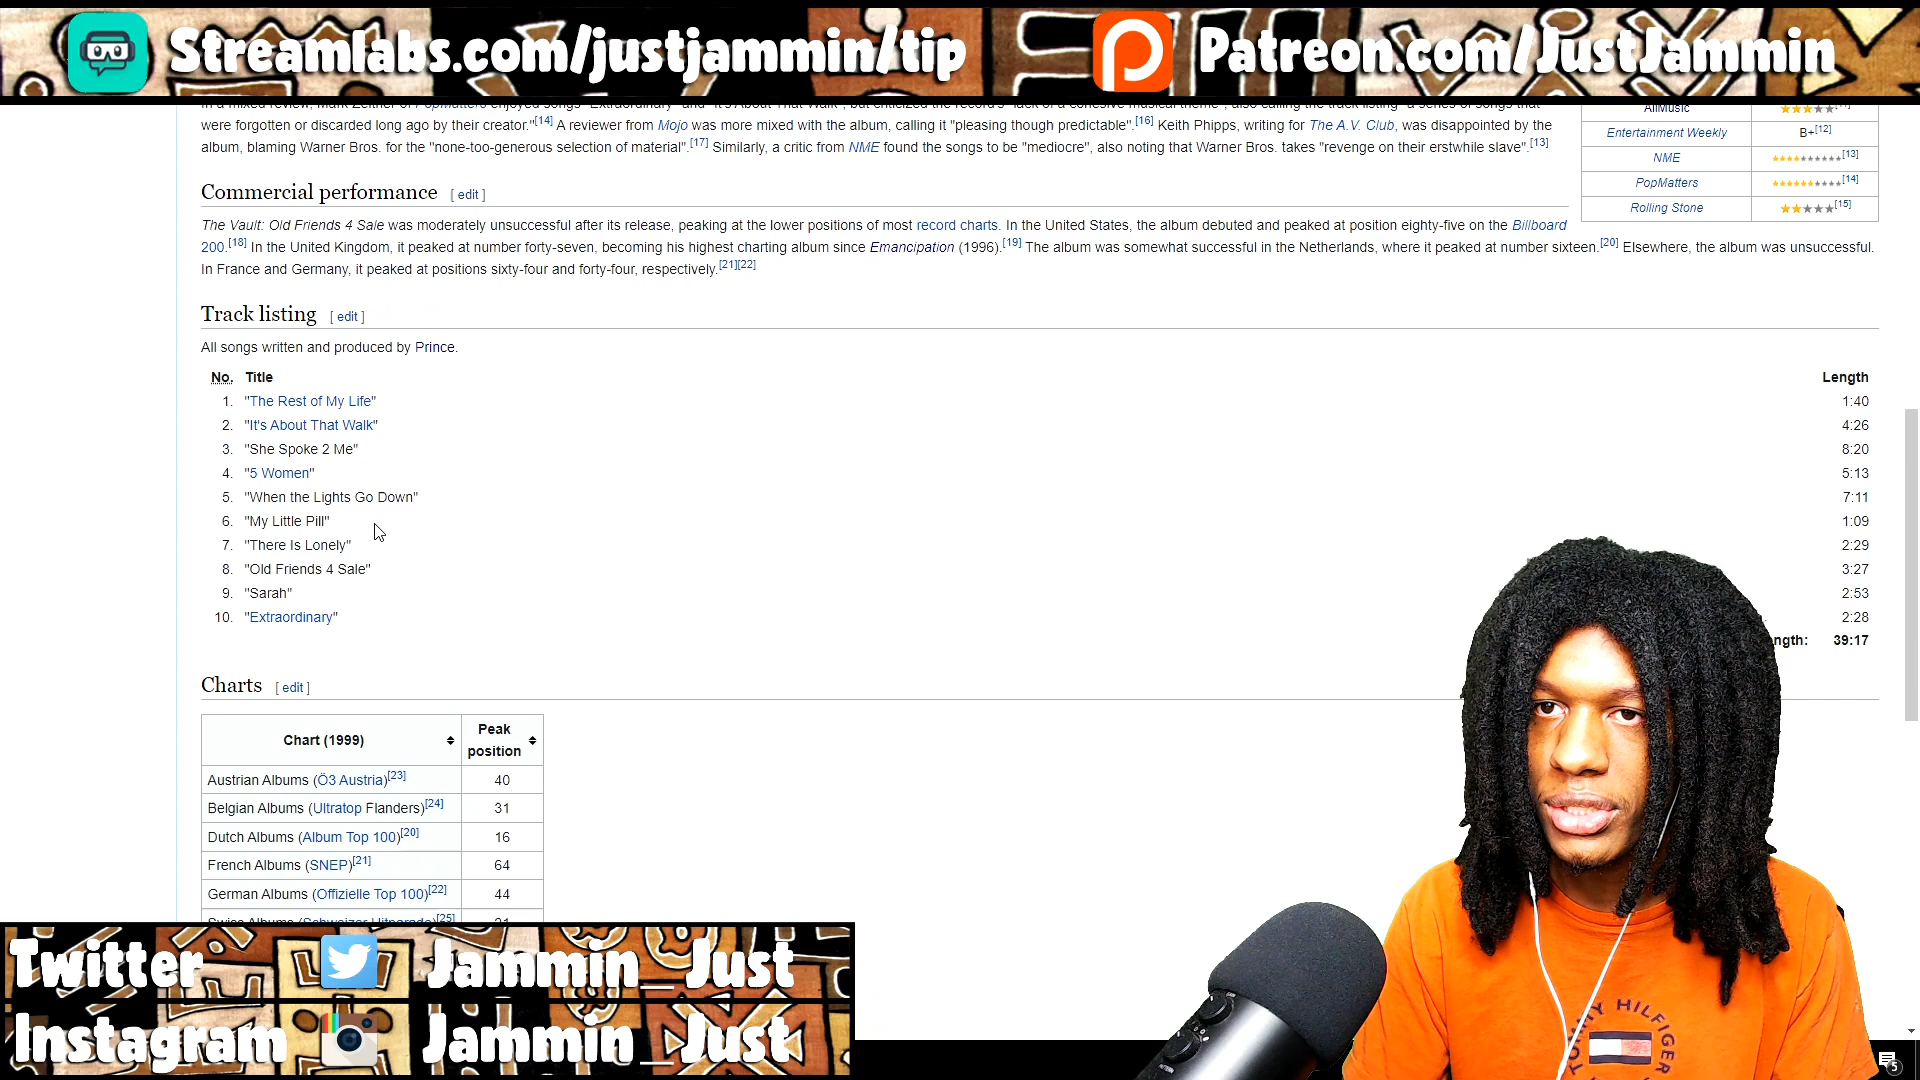 Streamlabs.com/justjammin/tip
Patreon.com/JustJammin
were forgotten or discarded long ago by their creator."[14] A reviewer from Mojo was more mixed with the album, calling it "pleasing though predictable".[16] Keith Phipps, writing for The A.V. Club, was disappointed by the
album, blaming Warner Bros. for the "none-too-generous selection of material".[17] Similarly, a critic from NME found the songs to be "mediocre", also noting that Warner Bros. takes "revenge on their erstwhile slave".[13]
AllMusic
Entertainment Weekly B+[12]
NME [13]
PopMatters [14]
Rolling Stone [15]
Commercial performance [ edit ]
The Vault: Old Friends 4 Sale was moderately unsuccessful after its release, peaking at the lower positions of most record charts. In the United States, the album debuted and peaked at position eighty-five on the Billboard
200.[18] In the United Kingdom, it peaked at number forty-seven, becoming his highest charting album since Emancipation (1996).[19] The album was somewhat successful in the Netherlands, where it peaked at number sixteen.[20] Elsewhere, the album was unsuccessful.
In France and Germany, it peaked at positions sixty-four and forty-four, respectively.[21][22]
Track listing [ edit ]
All songs written and produced by Prince.
No. Title Length
1. "The Rest of My Life" 1:40
2. "It's About That Walk" 4:26
3. "She Spoke 2 Me" 8:20
4. "5 Women" 5:13
5. "When the Lights Go Down" 7:11
6. "My Little Pill" 1:09
7. "There Is Lonely" 2:29
8. "Old Friends 4 Sale" 3:27
9. "Sarah" 2:53
10. "Extraordinary" 2:28
ngth: 39:17
Charts [ edit ]
Chart (1999) Peak
position
Austrian Albums (Ö3 Austria)[23] 40
Belgian Albums (Ultratop Flanders)[24] 31
Dutch Albums (Album Top 100)[20] 16
French Albums (SNEP)[21] 64
German Albums (Offizielle Top 100)[22] 44
Twitter Jammin_Just
Instagram Jammin_Just
MY HILFIGER
5